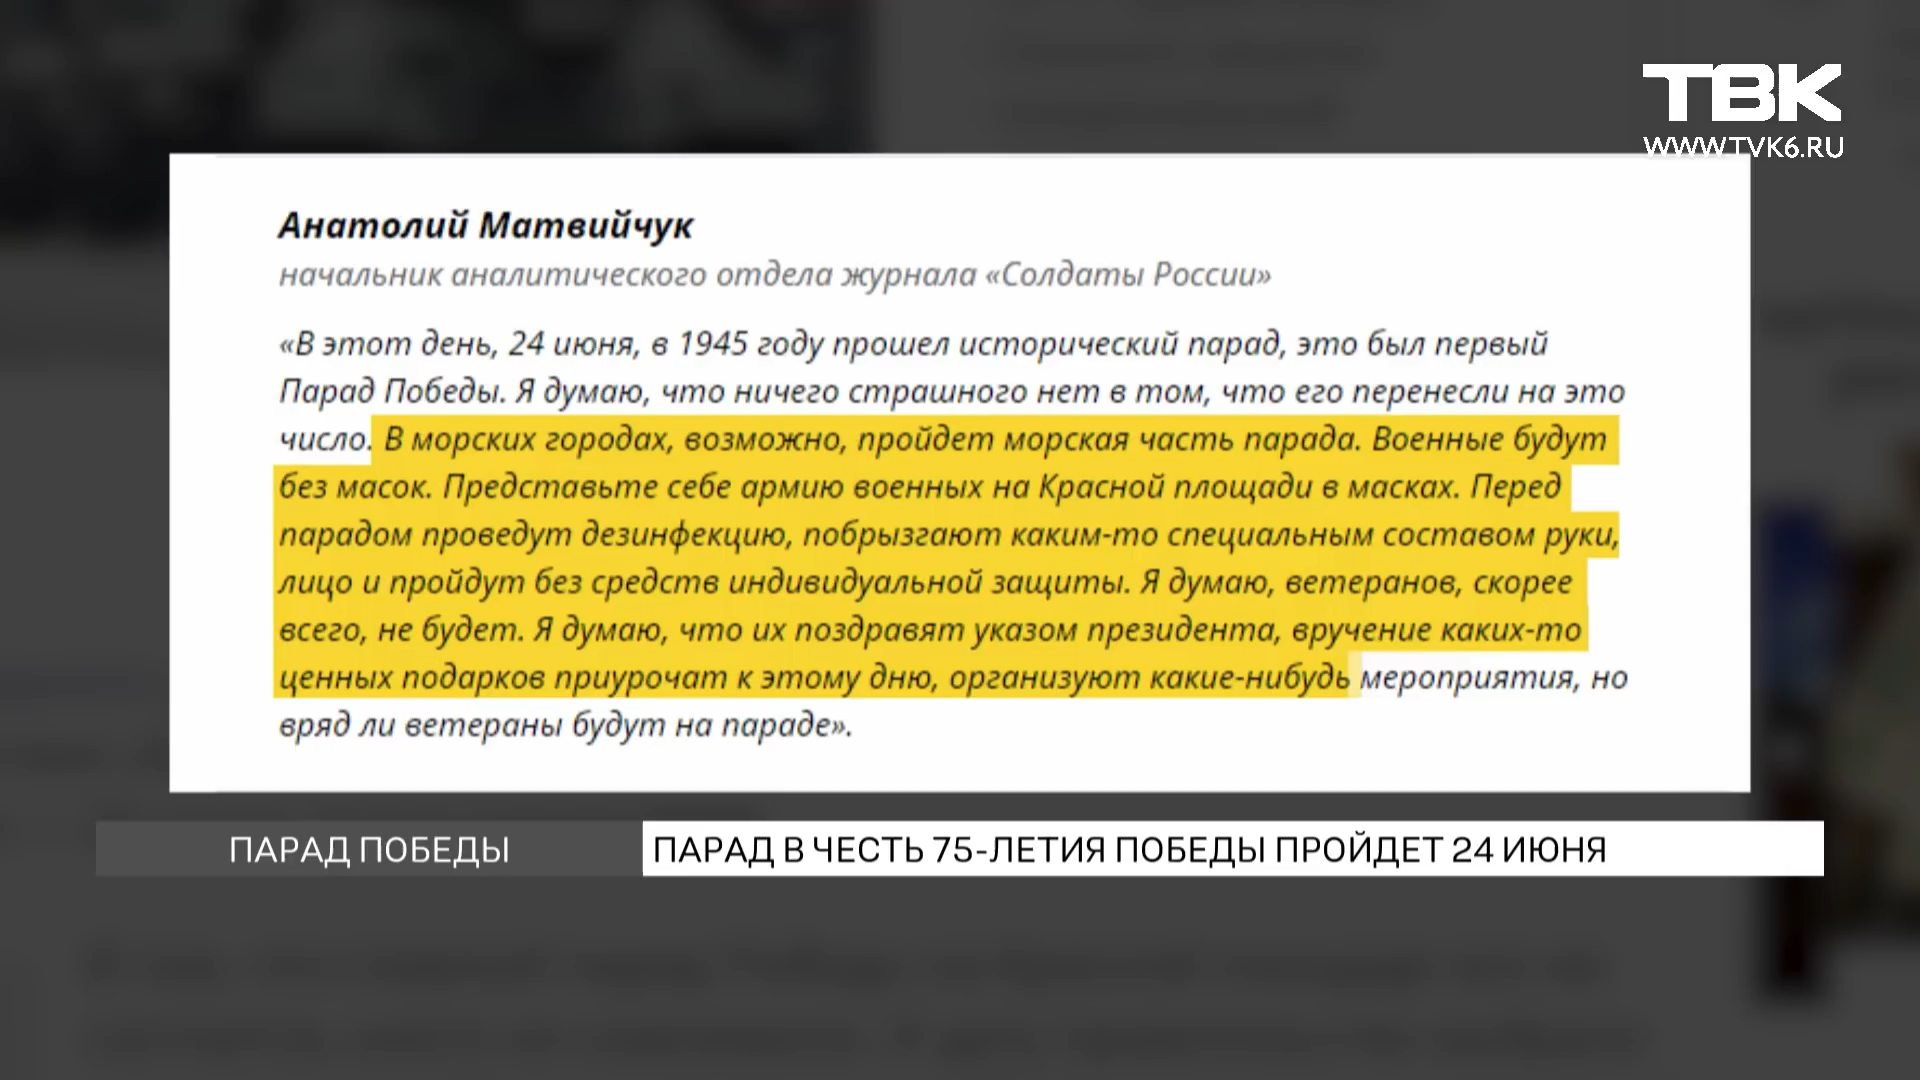 ТВК
WWW.TVK6.RU
Анатолий Матвийчук
начальник аналитического отдела журнала «Солдаты России»
«В этот день, 24 июня, в 1945 году прошел исторический парад, это был первый
Парад Победы. Я думаю, что ничего страшного нет в том, что его перенесли на это
число. В морских городах, возможно, пройдет морская часть парада. Военные будут
без масок. Представьте себе армию военных на Красной площади в масках. Перед
парадом проведут дезинфекцию, побрызгают каким-то специальным составом руки,
лицо и пройдут без средств индивидуальной защиты. Я думаю, ветеранов, скорее
всего, не будет. Я думаю, что их поздравят указом президента, вручение каких-то
ценных подарков приурочат к этому дню, организуют какие-нибудь мероприятия, но
вряд ли ветераны будут на параде».
ПАРАД ПОБЕДЫ
ПАРАД В ЧЕСТЬ 75-ЛЕТИЯ ПОБЕДЫ ПРОЙДЕТ 24 ИЮНЯ